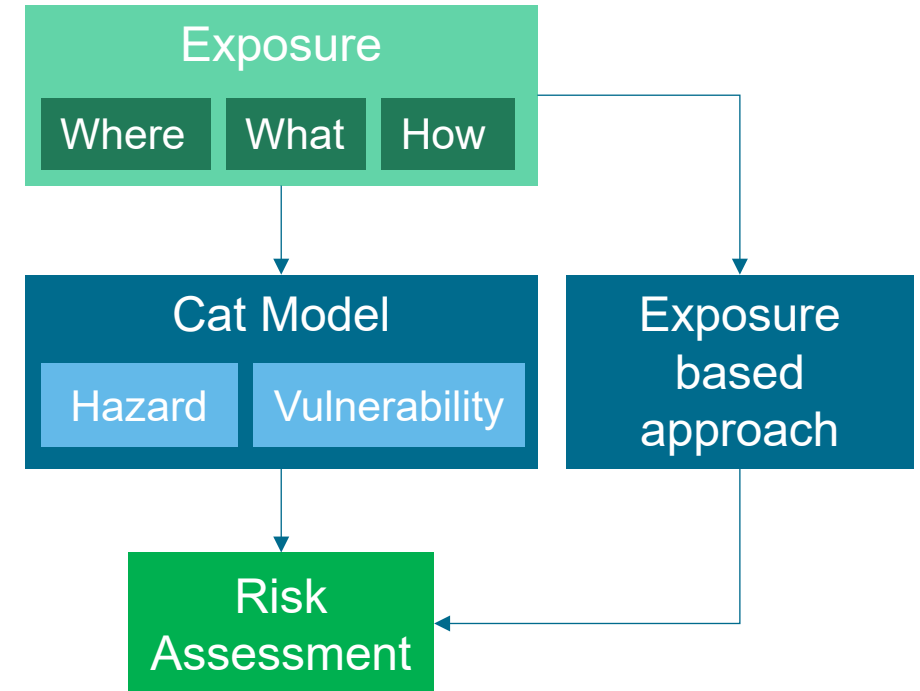 Exposure
Where What How
Cat Model
Hazard Vulnerability
Exposure
based
approach
Risk
Assessment